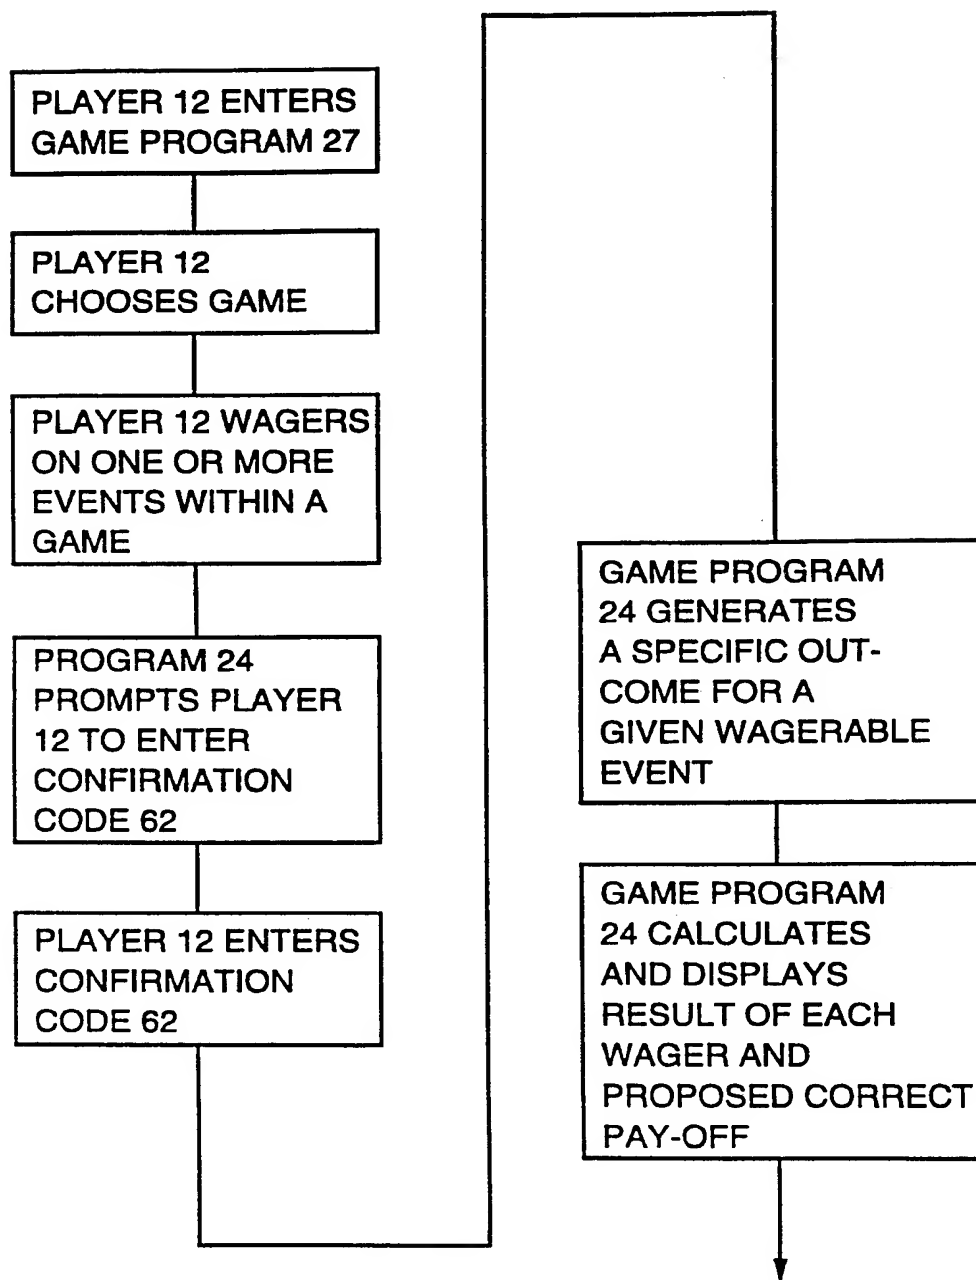 PLAYER 12 ENTERS
GAME PROGRAM 27
PLAYER 12
CHOOSES GAME
PLAYER 12 WAGERS
ON ONE OR MORE
EVENTS WITHIN A
GAME
PROGRAM 24
PROMPTS PLAYER
12 TO ENTER
CONFIRMATION
CODE 62
PLAYER 12 ENTERS
CONFIRMATION
CODE 62
GAME PROGRAM
24 GENERATES
A SPECIFIC OUT-
COME FOR A
GIVEN WAGERABLE
EVENT
GAME PROGRAM
24 CALCULATES
AND DISPLAYS
RESULT OF EACH
WAGER AND
PROPOSED CORRECT
PAY-OFF